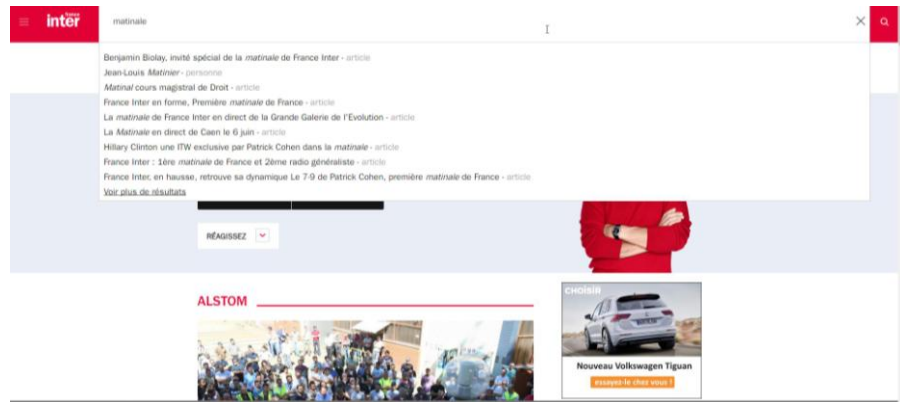 france
inter
matinale
Benjamin Biolay, invité spécial de la matinale de France Inter - article
Jean-Louis Matinier - personne
Matinal cours magistral de Droit - article
France Inter en forme, Première matinale de France - article
La matinale de France Inter en direct de la Grande Galerie de l'Evolution - article
La Matinale en direct de Caen le 6 juin - article
Hillary Clinton une ITW exclusive par Patrick Cohen dans la matinale - article
France Inter : 1ère matinale de France et 2ème radio généraliste - article
France Inter, en hausse, retrouve sa dynamique Le 7-9 de Patrick Cohen, première matinale de France - article
Voir plus de résultats
RÉAGISSEZ
ALSTOM
CHOISIR
Nouveau Volkswagen Tiguan
essayez-le chez vous !